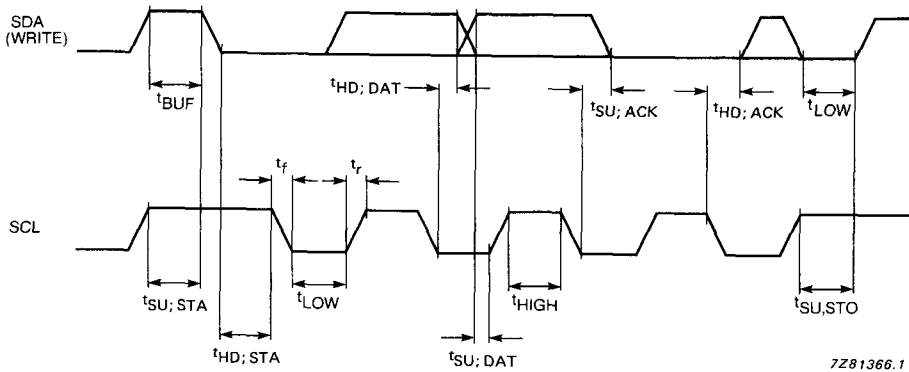 SDA
(WRITE)
tBUF
tHD; DAT
tSU; ACK
tHD; ACK
tLOW
tf
tr
SCL
tSU; STA
tLOW
tHIGH
tSU,STO
tHD; STA
tSU; DAT
7Z81366.1